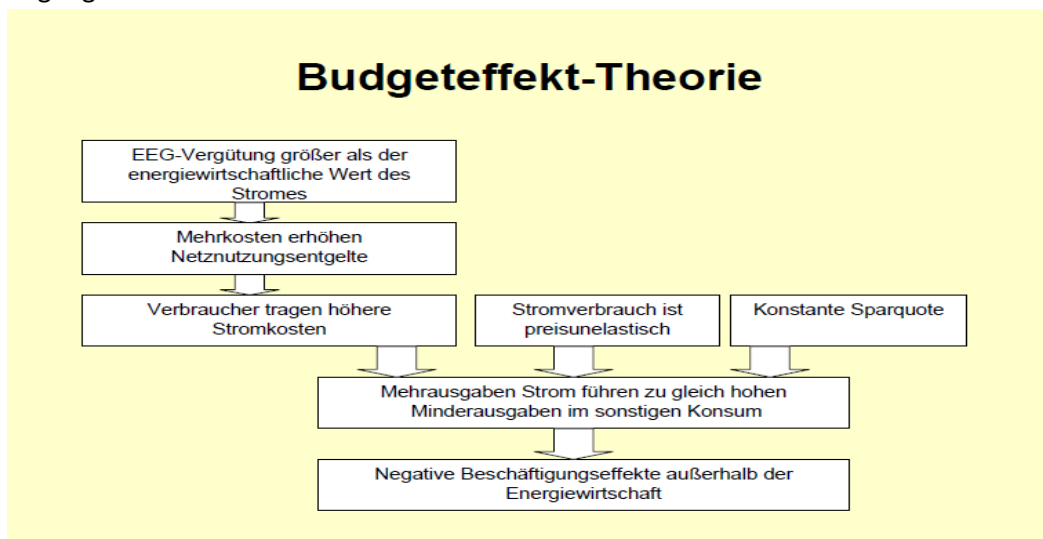 Budgeteffekt-Theorie
EEG-Vergütung größer als der
energiewirtschaftliche Wert des
Stromes
Mehrkosten erhöhen
Netznutzungsentgelte
Verbraucher tragen höhere
Stromkosten
Stromverbrauch ist
preisunelastisch
Konstante Sparquote
Mehrausgaben Strom führen zu gleich hohen
Minderausgaben im sonstigen Konsum
Negative Beschäftigungseffekte außerhalb der
Energiewirtschaft